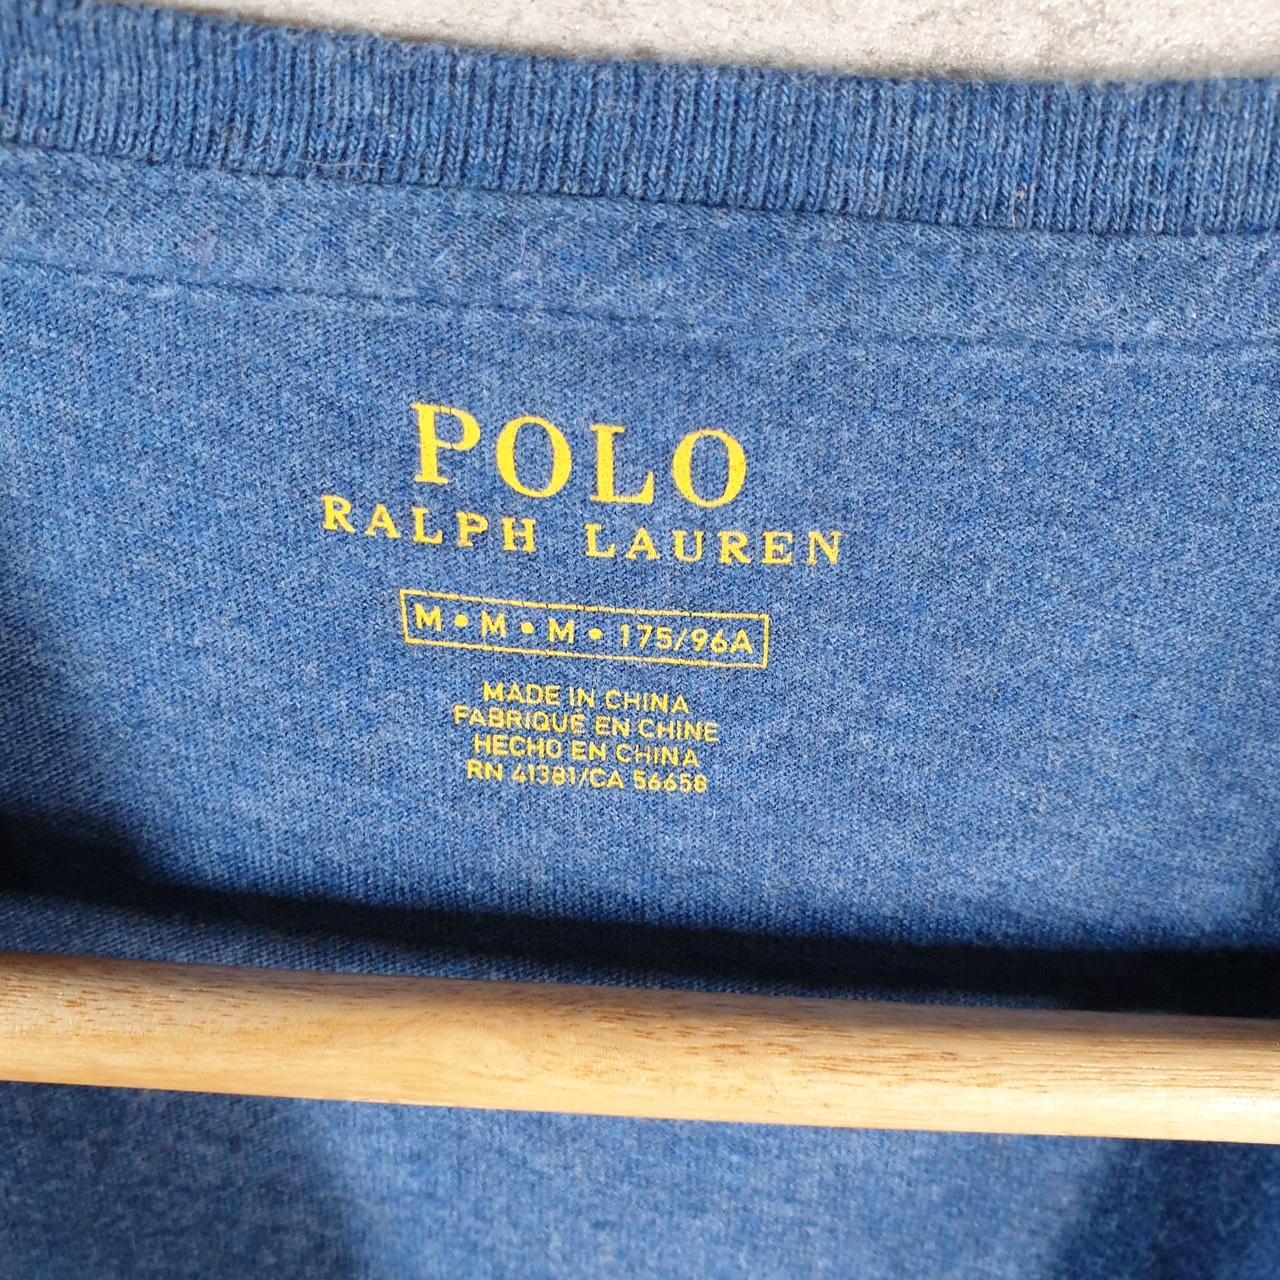 POLO
RALPH LAUREN
M • M • M • 175/96A
MADE IN CHINA
FABRIQUE EN CHINE
HECHO EN CHINA
RN 41381/CA 56658